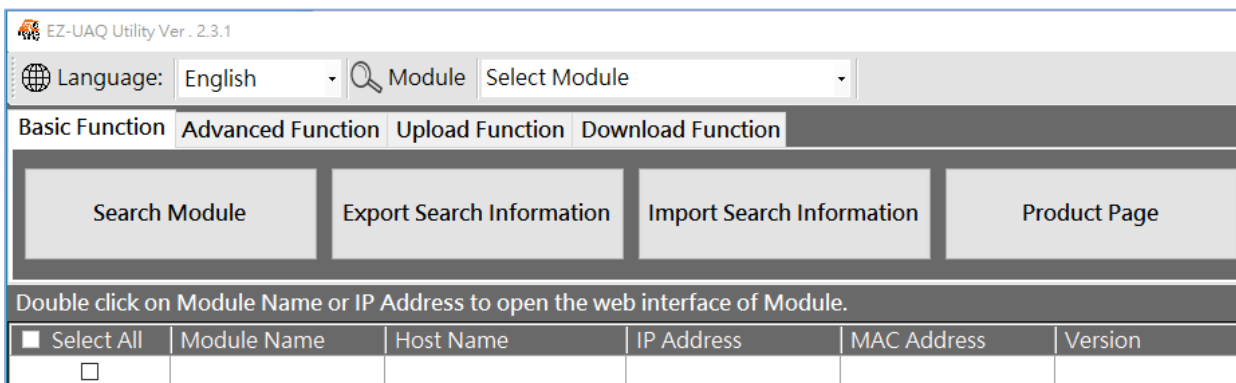 EZ-UAQ Utility Ver . 2.3.1
Language: English Module Select Module
Basic Function Advanced Function Upload Function Download Function
Search Module Export Search Information Import Search Information Product Page
Double click on Module Name or IP Address to open the web interface of Module.
Select All Module Name Host Name IP Address MAC Address Version